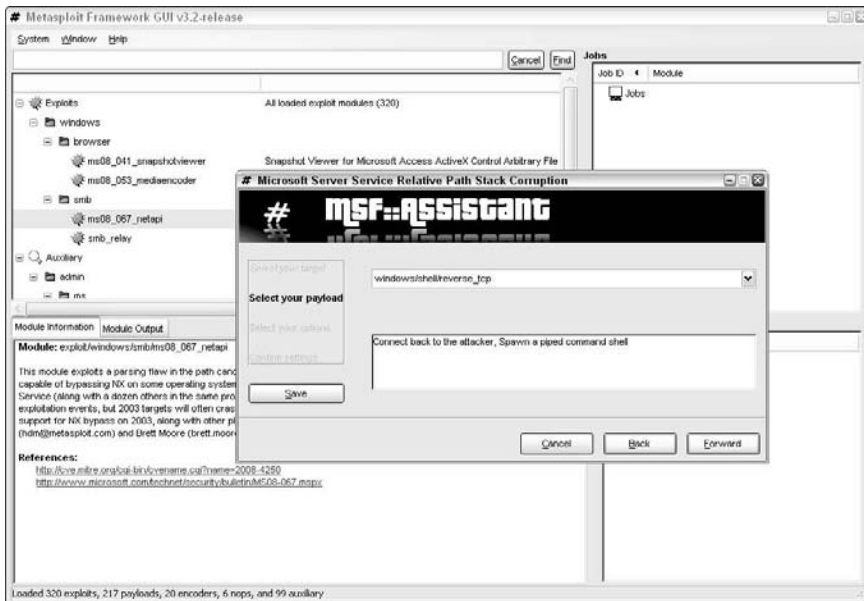 # Metasploit Framework GUI v3.2-release
System Window Help
Cancel Find
Jobs
Job ID Module
Jobs
Exploits All loaded exploit modules (320)
windows
browser
ms08_041_snapshotviewer Snapshot Viewer for Microsoft Access ActiveX Control Arbitrary File
ms08_053_mediaencoder
smb
ms08_067_netapi
smb_relay
Auxiliary
admin
ms
# Microsoft Server Service Relative Path Stack Corruption
# MSF::Assistant
Select your target
Select your payload
Select your options
Confirm settings
Save
windows/shell/reverse_tcp
Connect back to the attacker, Spawn a piped command shell
Cancel Back Forward
Module Information Module Output
Module: exploit/windows/smb/ms08_067_netapi
This module exploits a parsing flaw in the path
capable of bypassing NX on some operating
Service (along with a dozen others in the same
exploitation events, but 2003 targets will often
support for NX bypass on 2003, along with other
(hdm@metasploit.com) and Brett Moore
References:
http://cve.mitre.org/cgi-bin/cvename.cgi?name=2008-4250
http://www.microsoft.com/technet/security/bulletin/MS08-067.mspx
Loaded 320 exploits, 217 payloads, 20 encoders, 6 nops, and 99 auxiliary